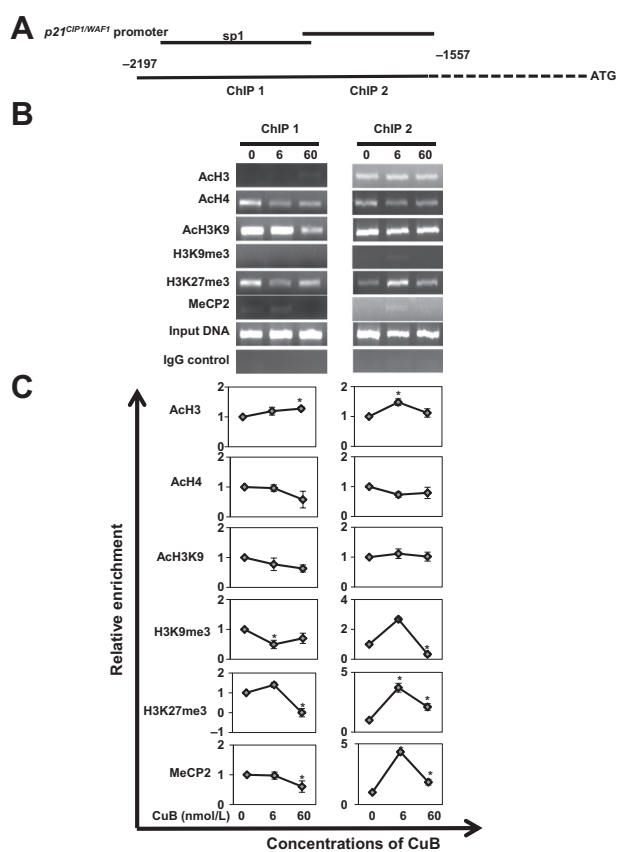 A
p21CIP1/WAF1 promoter
sp1
–2197
–1557
ATG
ChIP 1 ChIP 2
B
ChIP 1 ChIP 2
0 6 60 0 6 60
AcH3
AcH4
AcH3K9
H3K9me3
H3K27me3
MeCP2
Input DNA
IgG control
C
Relative enrichment
AcH3
2
1
0
*
2
1
0
*
AcH4
2
1
0
2
1
0
AcH3K9
2
1
0
2
1
0
H3K9me3
2
1
0
*
4
2
0
*
H3K27me3
2
1
0
–1
*
5
0
*
*
MeCP2
2
1
0
*
5
0
*
*
CuB (nmol/L) 0 6 60 0 6 60
Concentrations of CuB